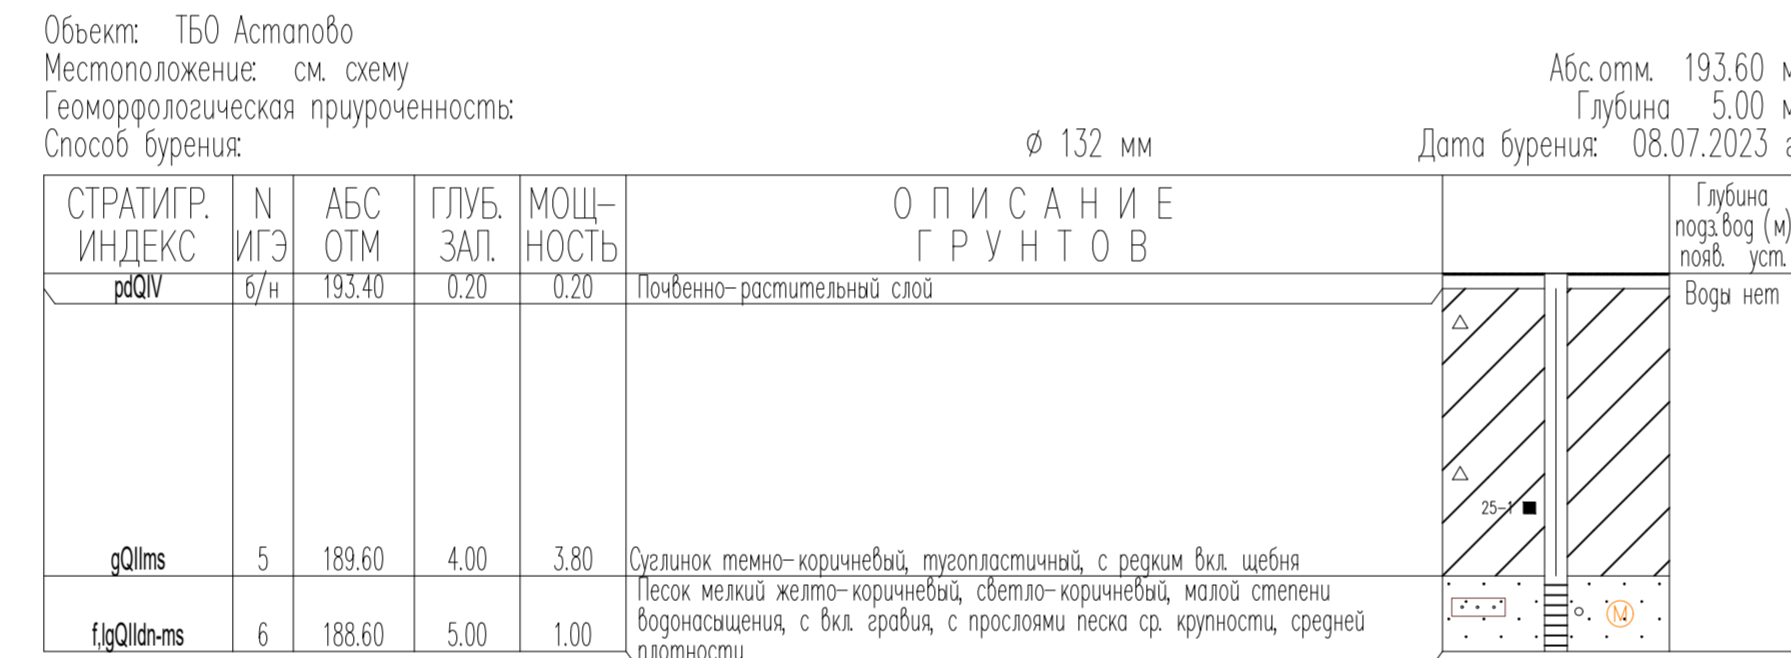 Объект: ТБО Астапово
Местоположение: см. схему
Геоморфологическая приуроченность:
Способ бурения:
Ø 132 мм
Абс.отм. 193.60 м
Глубина 5.00 м
Дата бурения: 08.07.2023 г
СТРАТИГР. ИНДЕКС
N ИГЭ
АБС ОТМ
ГЛУБ. ЗАЛ.
МОЩ-
НОСТЬ
ОПИСАНИЕ
ГРУНТОВ
Глубина
подз.вод (м)
появ. уст.
pdQIV б/н 193.40 0.20 0.20 Почвенно-растительный слой
Воды нет
25-1
gQIIms 5 189.60 4.00 3.80 Суглинок темно-коричневый, тугопластичный, с редким вкл. щебня
Песок мелкий желто-коричневый, светло-коричневый, малой степени
водонасыщения, с вкл. гравия, с прослоями песка ср. крупности, средней
плотности
f,lgQIIdn-ms 6 188.60 5.00 1.00
М